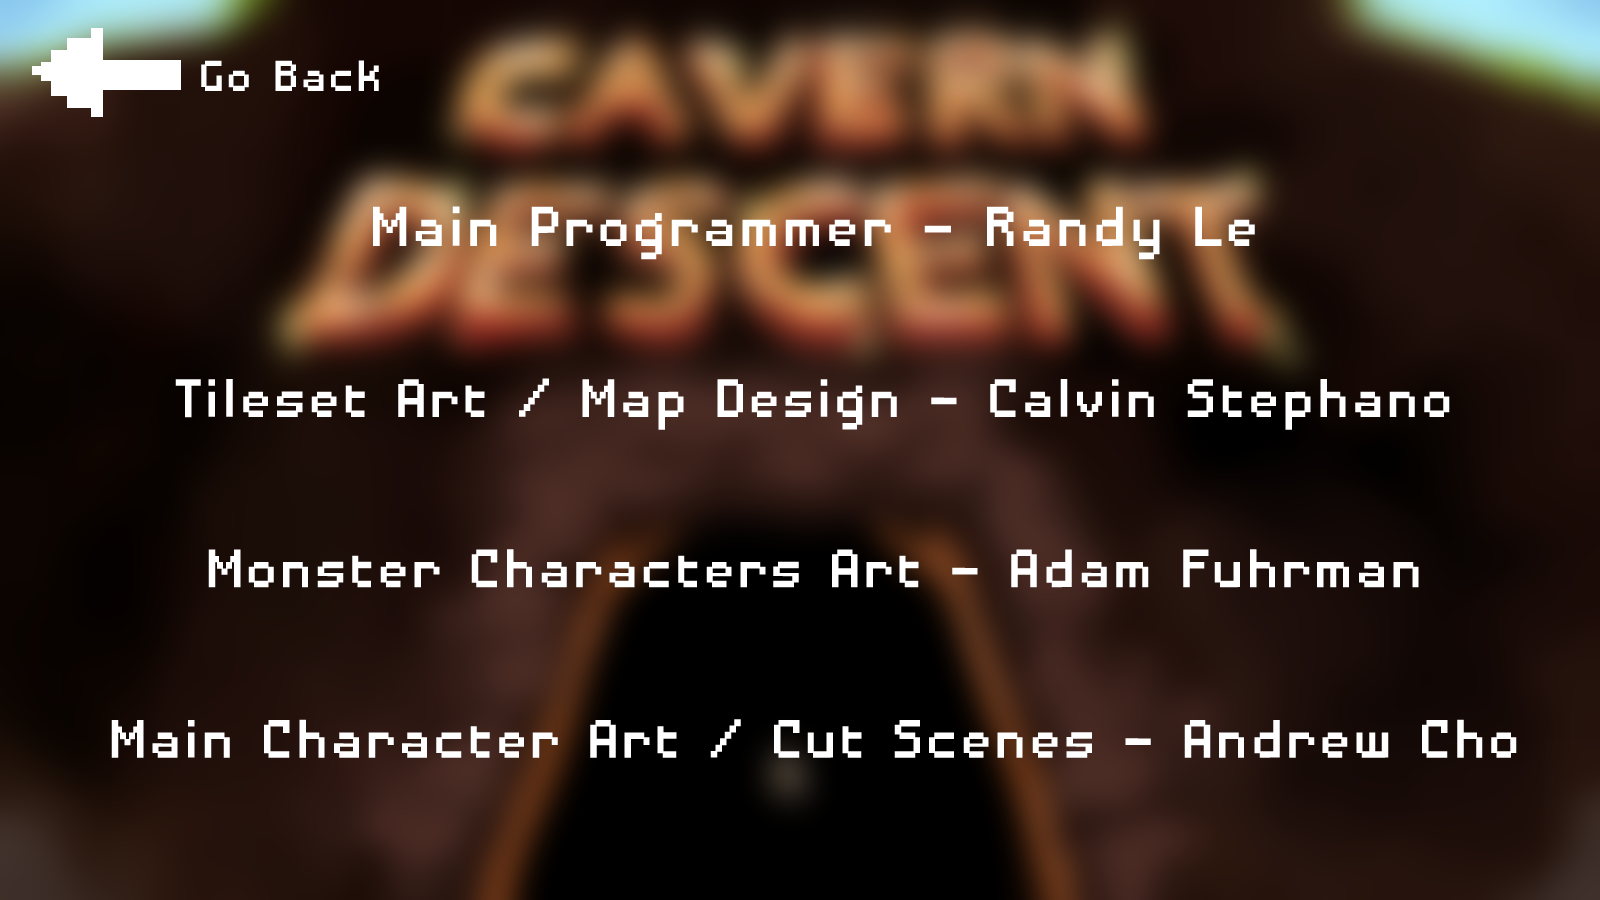 Go Back
CAVERN
DESCENT
Main Programmer - Randy Le
Tileset Art / Map Design - Calvin Stephano
Monster Characters Art - Adam Fuhrman
Main Character Art / Cut Scenes - Andrew Cho